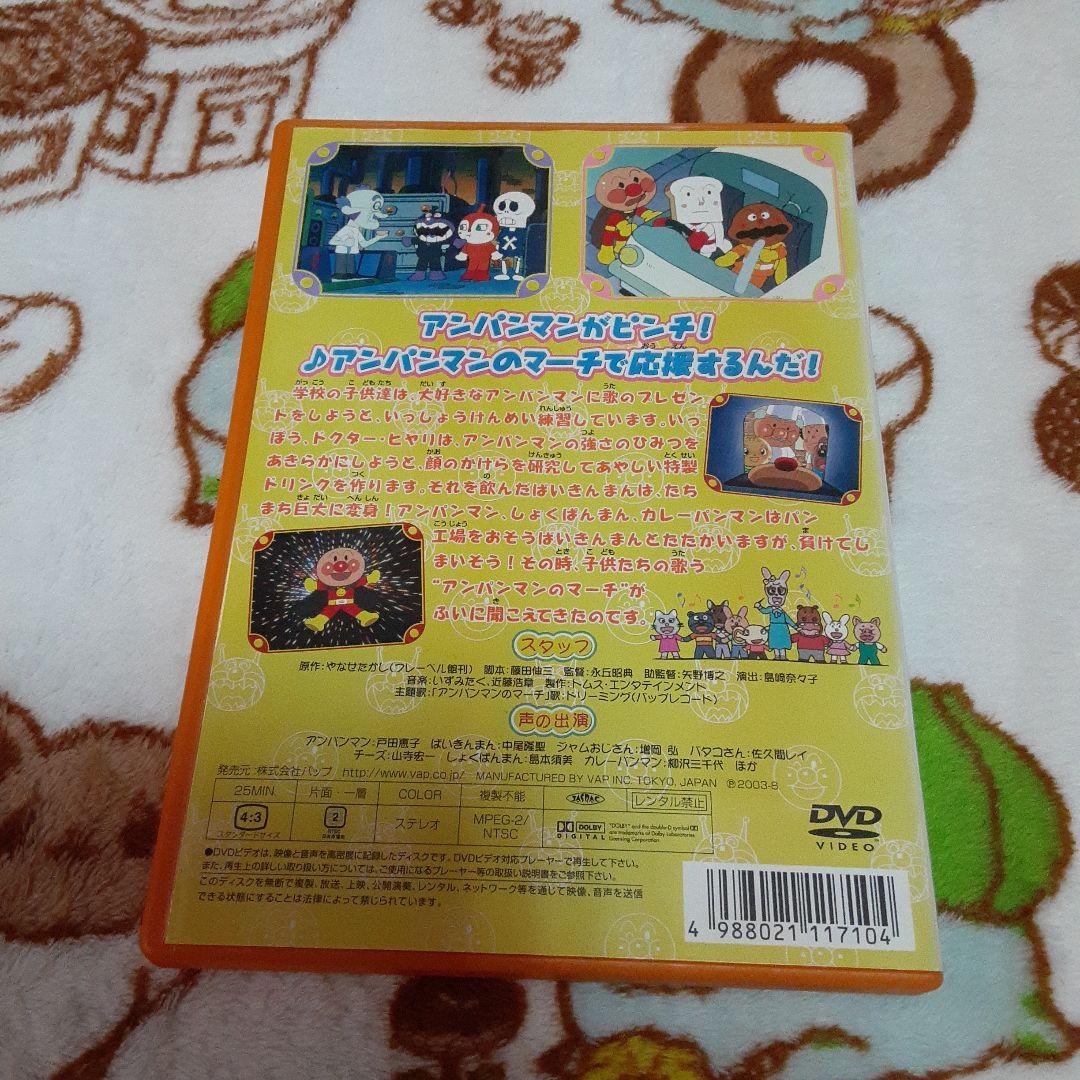 アンパンマンがピンチ!
♪アンパンマンのマーチで応援するんだ!
学校の子供達は、大好きなアンパンマンに歌のプレゼン
トをしようと、いっしょうけんめい練習しています。いっ
ぽう、ドクター・ヒヤリは、アンパンマンの強さのひみつを
あきらかにしようと、顔のかけらを研究してあやしい特製
ドリンクを作ります。それを飲んだばいきんまんは、たち
まち巨大に変身!アンパンマン、しょくぱんまん、カレーパンマンはパン
工場をおそうばいきんまんとたたかいますが、負けてし
まいそう!その時、子供たちの歌う
"アンパンマンのマーチ"が
ふいに聞こえてきたのです。
スタッフ
原作:やなせたかし(フレーベル館刊) 脚本:藤田伸三 監督:永丘昭典 助監督:矢野博之 演出:島﨑奈々子
音楽:いずみたく、近藤浩章 製作:トムス・エンタテインメント
主題歌:「アンパンマンのマーチ」歌:ドリーミング(バップレコード)
声の出演
アンパンマン:戸田恵子 ばいきんまん:中尾隆聖 ジャムおじさん:増岡 弘 バタコさん:佐久間レイ
チーズ:山寺宏一 しょくぱんまん:島本須美 カレーパンマン:柳沢三千代 ほか
発売元:株式会社バップ http://www.vap.co.jp/ MANUFACTURED BY VAP INC. TOKYO, JAPAN ℗2003-8
25MIN. 片面・一層 COLOR 複製不能 JASRAC レンタル禁止
4:3 スタンダードサイズ 2 NTSC 日本市場向 ステレオ MPEG-2/ NTSC DOLBY DIGITAL
"DOLBY" and the double-D symbol
are trademarks of Dolby Laboratories
Licensing Corporation.
DVD
VIDEO
●DVDビデオは、映像と音声を高密度に記録したディスクです。DVDビデオ対応プレーヤーで再生して下さい。
また、再生上の詳しい取り扱い方については、ご使用になるプレーヤー等の取扱い説明書をご参照下さい。
このディスクを無断で複製、放送、上映、公開演奏、レンタル、ネットワーク等を通じて映像、音声を送信
できる状態にすることは法律によって禁じられています。
4 988021 117104